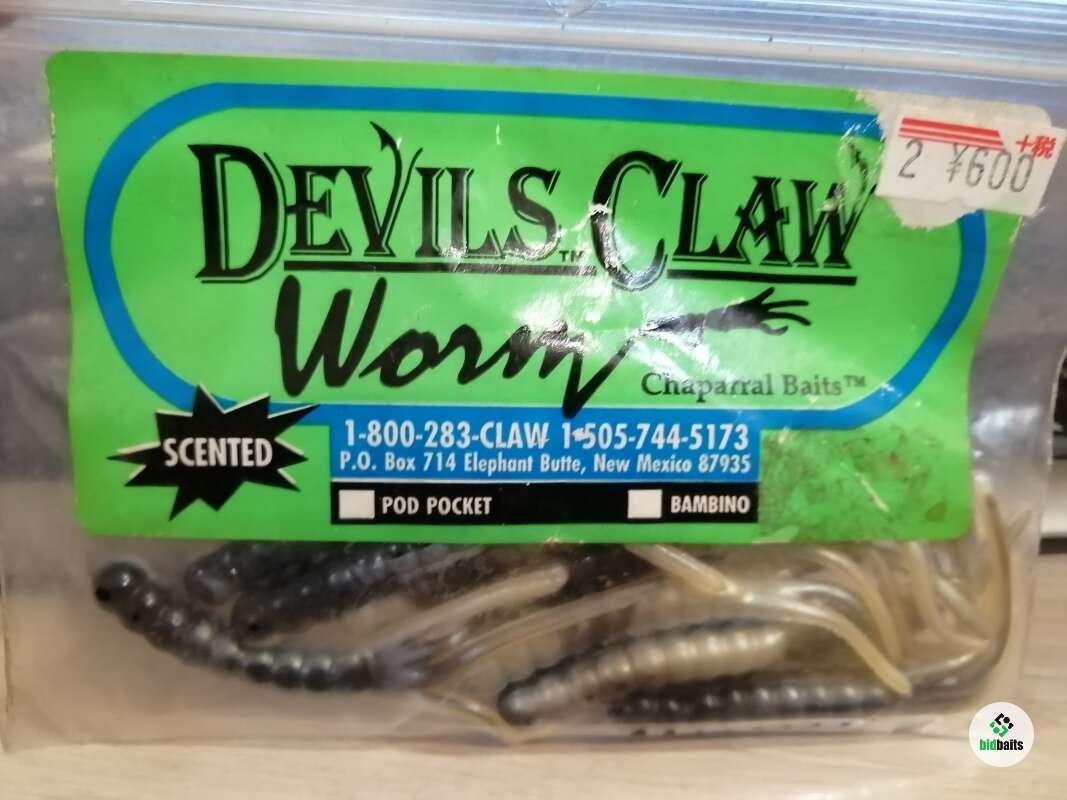 2 ¥600
+税
DEVILS CLAW
TM
Worm
Chaparral Baits™
SCENTED
1-800-283-CLAW 1-505-744-5173
P.O. Box 714 Elephant Butte, New Mexico 87935
POD POCKET
BAMBINO
bidbaits